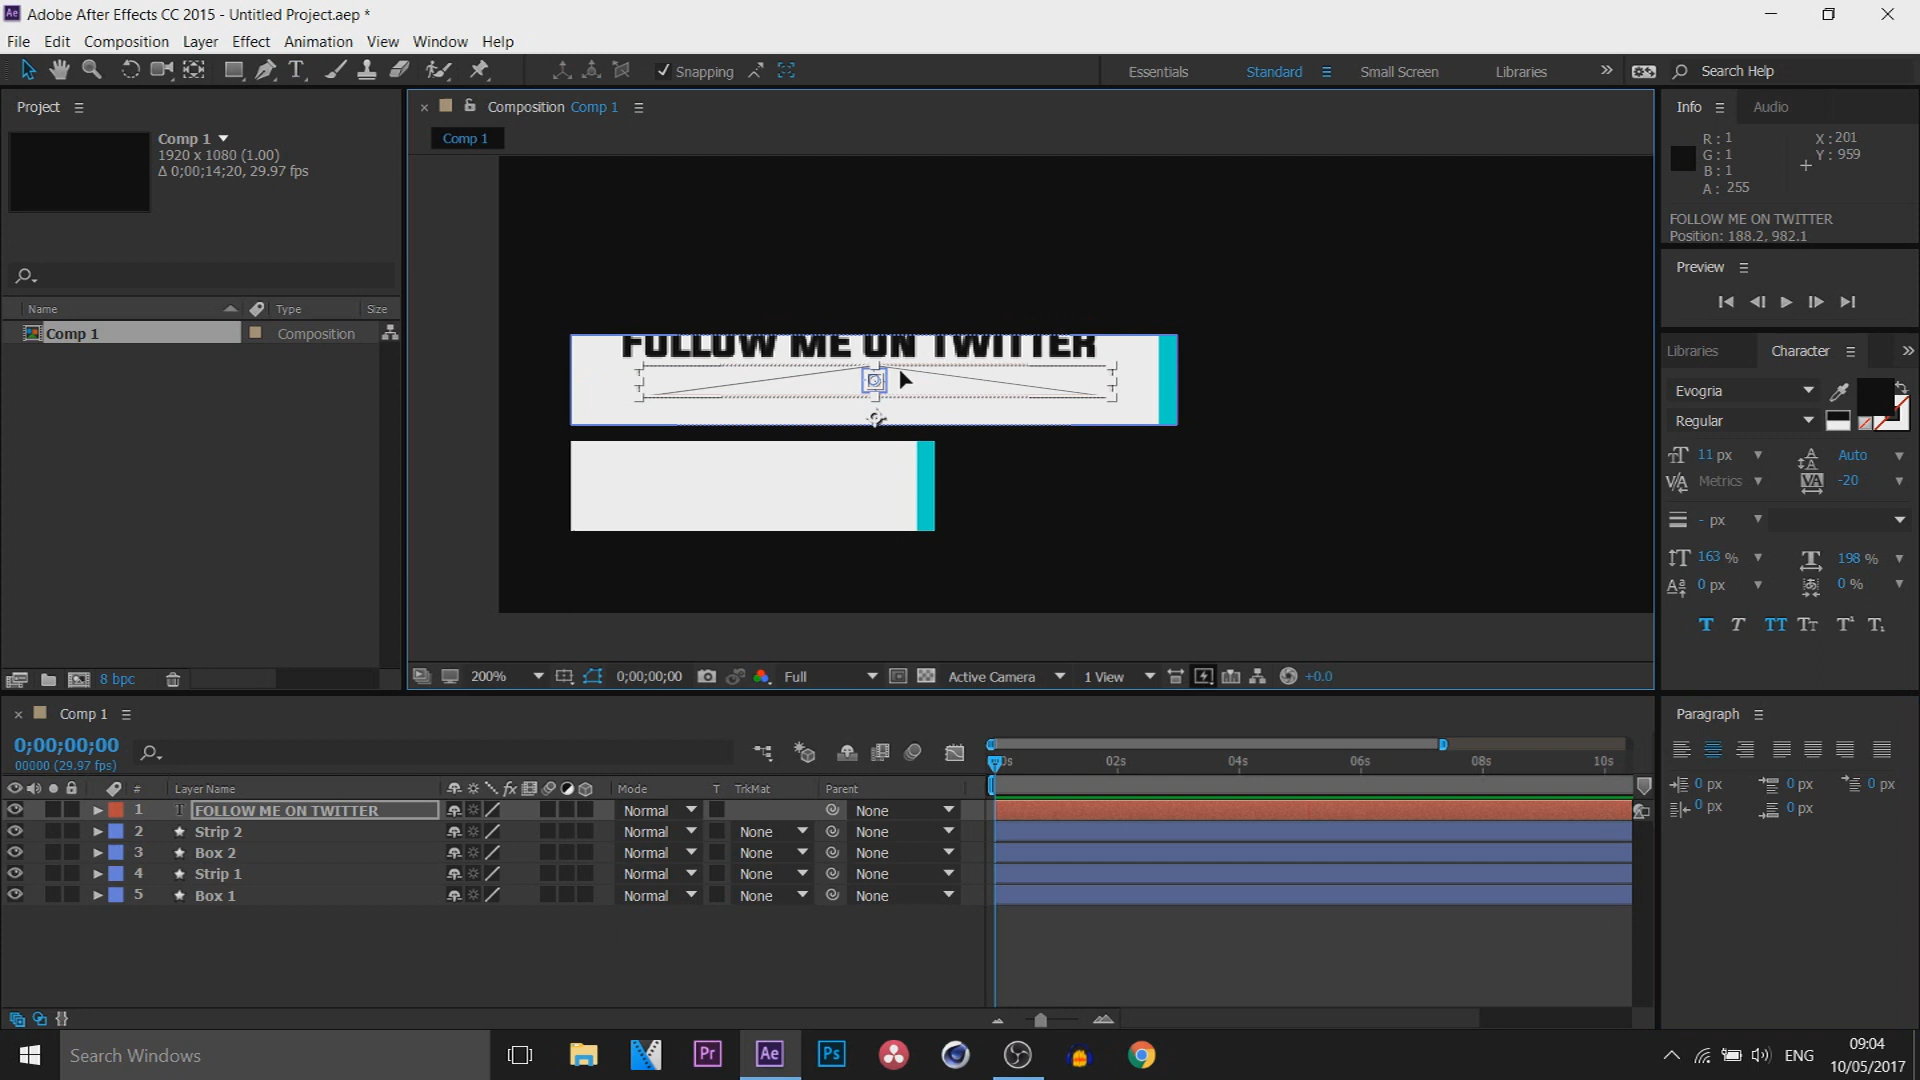 Adobe After Effects CC 2015 - Untitled Project.aep *
File Edit Composition Layer Effect Animation View Window Help
Snapping
Essentials Standard Small Screen Libraries Search Help
Project
Comp 1
1920 x 1080 (1.00)
Δ 0;00;14;20, 29.97 fps
Name Type Size
Comp 1 Composition
8 bpc
Composition Comp 1
Comp 1
FOLLOW ME ON TWITTER
200% 0;00;00;00 Full Active Camera 1 View +0.0
Info Audio
R : 1 X : 201
G : 1 Y : 959
B : 1
A : 255
FOLLOW ME ON TWITTER
Position: 188.2, 982.1
Preview
Libraries Character
Evogria
Regular
11 px Auto
Metrics -20
- px
163 % 198 %
0 px 0 %
T T TT Tt T¹ T₁
Comp 1
0;00;00;00
00000 (29.97 fps)
0s 02s 04s 06s 08s 10s
# Layer Name Mode T TrkMat Parent
1 T FOLLOW ME ON TWITTER Normal None
2 Strip 2 Normal None None
3 Box 2 Normal None None
4 Strip 1 Normal None None
5 Box 1 Normal None None
Paragraph
0 px 0 px 0 px
0 px 0 px
Search Windows Pr Ae Ps ENG 09:04
10/05/2017